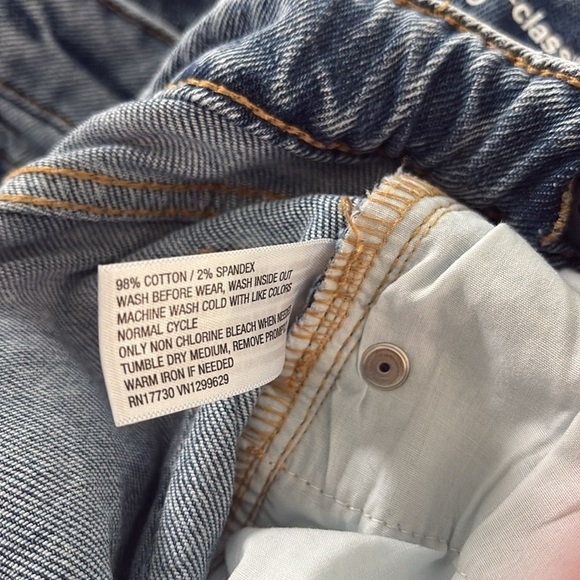 98% COTTON / 2% SPANDEX
WASH BEFORE WEAR, WASH INSIDE OUT
MACHINE WASH COLD WITH LIKE COLORS
NORMAL CYCLE
ONLY NON CHLORINE BLEACH WHEN
TUMBLE DRY MEDIUM, REMOVE
WARM IRON IF NEEDED
RN17730 VN1299629